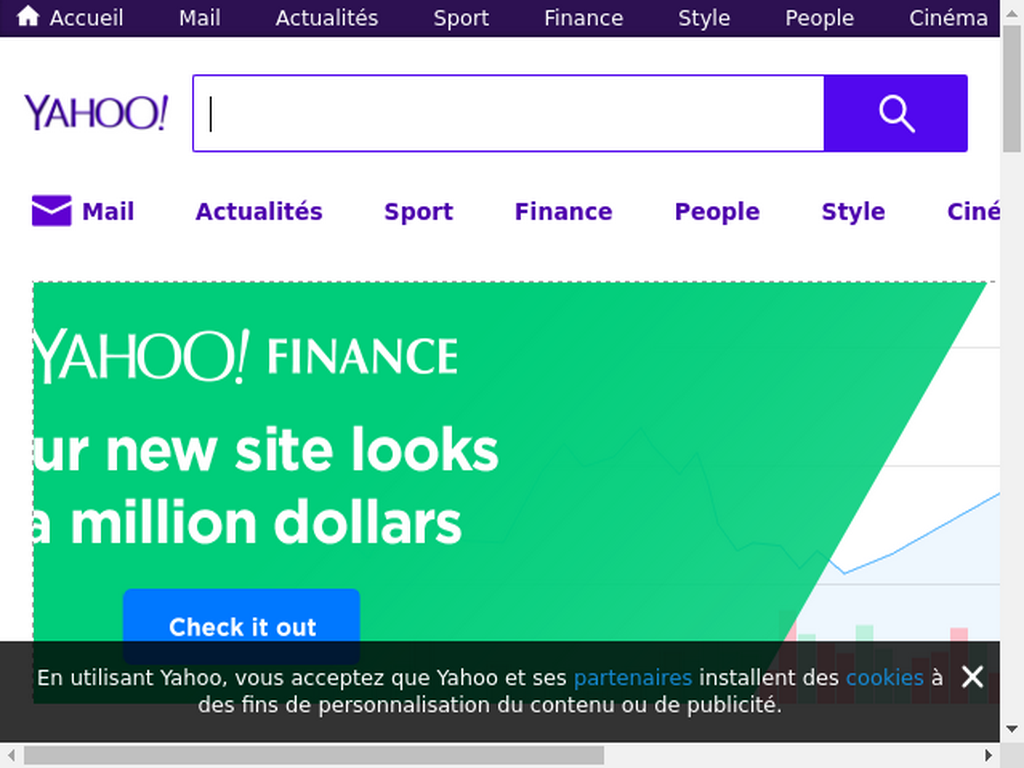 Accueil Mail Actualités Sport Finance Style People Cinéma
YAHOO!
Mail Actualités Sport Finance People Style Ciné
YAHOO! FINANCE
ur new site looks
a million dollars
Check it out
En utilisant Yahoo, vous acceptez que Yahoo et ses partenaires installent des cookies à
des fins de personnalisation du contenu ou de publicité.